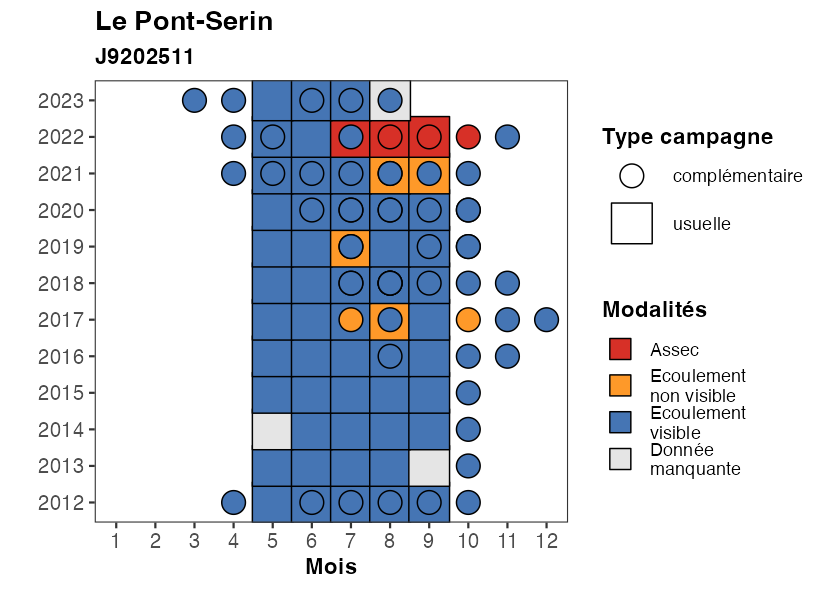 Le Pont-Serin
J9202511
2023
2022
2021
2020
2019
2018
2017
2016
2015
2014
2013
2012
1 2 3 4 5 6 7 8 9 10 11 12
Mois
Type campagne
complémentaire
usuelle
Modalités
Assec
Ecoulement
non visible
Ecoulement
visible
Donnée
manquante